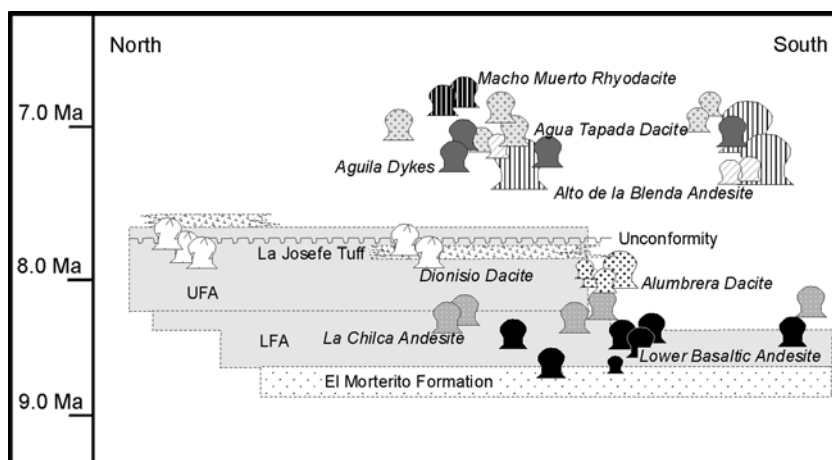 North
South
Macho Muerto Rhyodacite
7.0 Ma
Agua Tapada Dacite
Aguila Dykes
Alto de la Blenda Andesite
Unconformity
La Josefe Tuff
8.0 Ma
Dionisio Dacite
Alumbrera Dacite
UFA
La Chilca Andesite
LFA
Lower Basaltic Andesite
El Morterito Formation
9.0 Ma